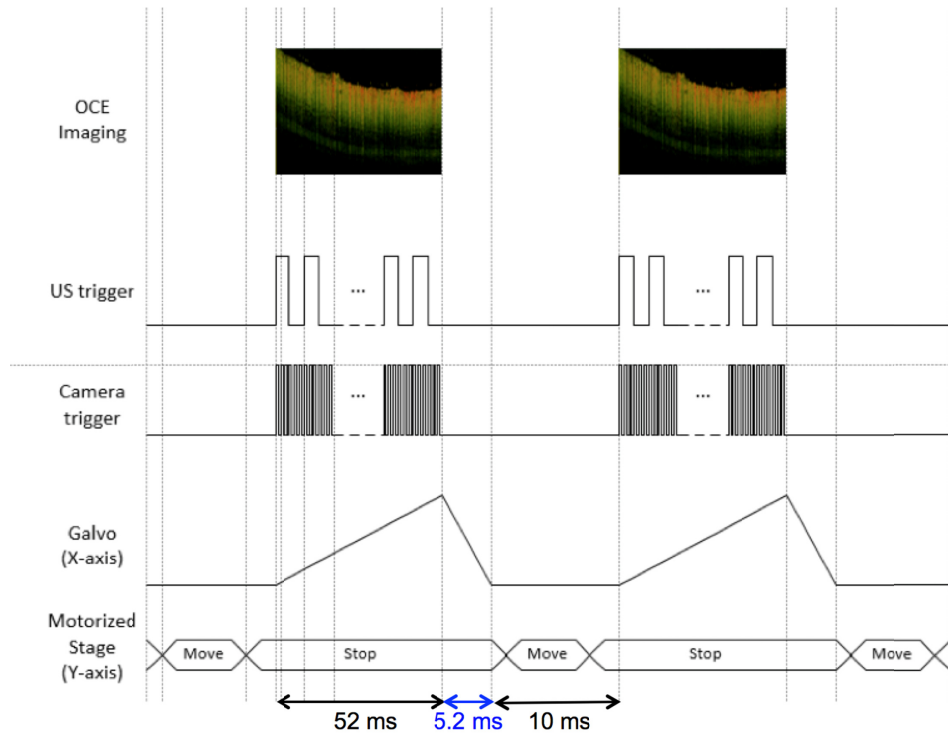 OCE
Imaging
US trigger
...
...
Camera
trigger
...
...
Galvo
(X-axis)
Motorized
Stage
(Y-axis)
Move
Stop
Move
Stop
Move
52 ms
5.2 ms
10 ms